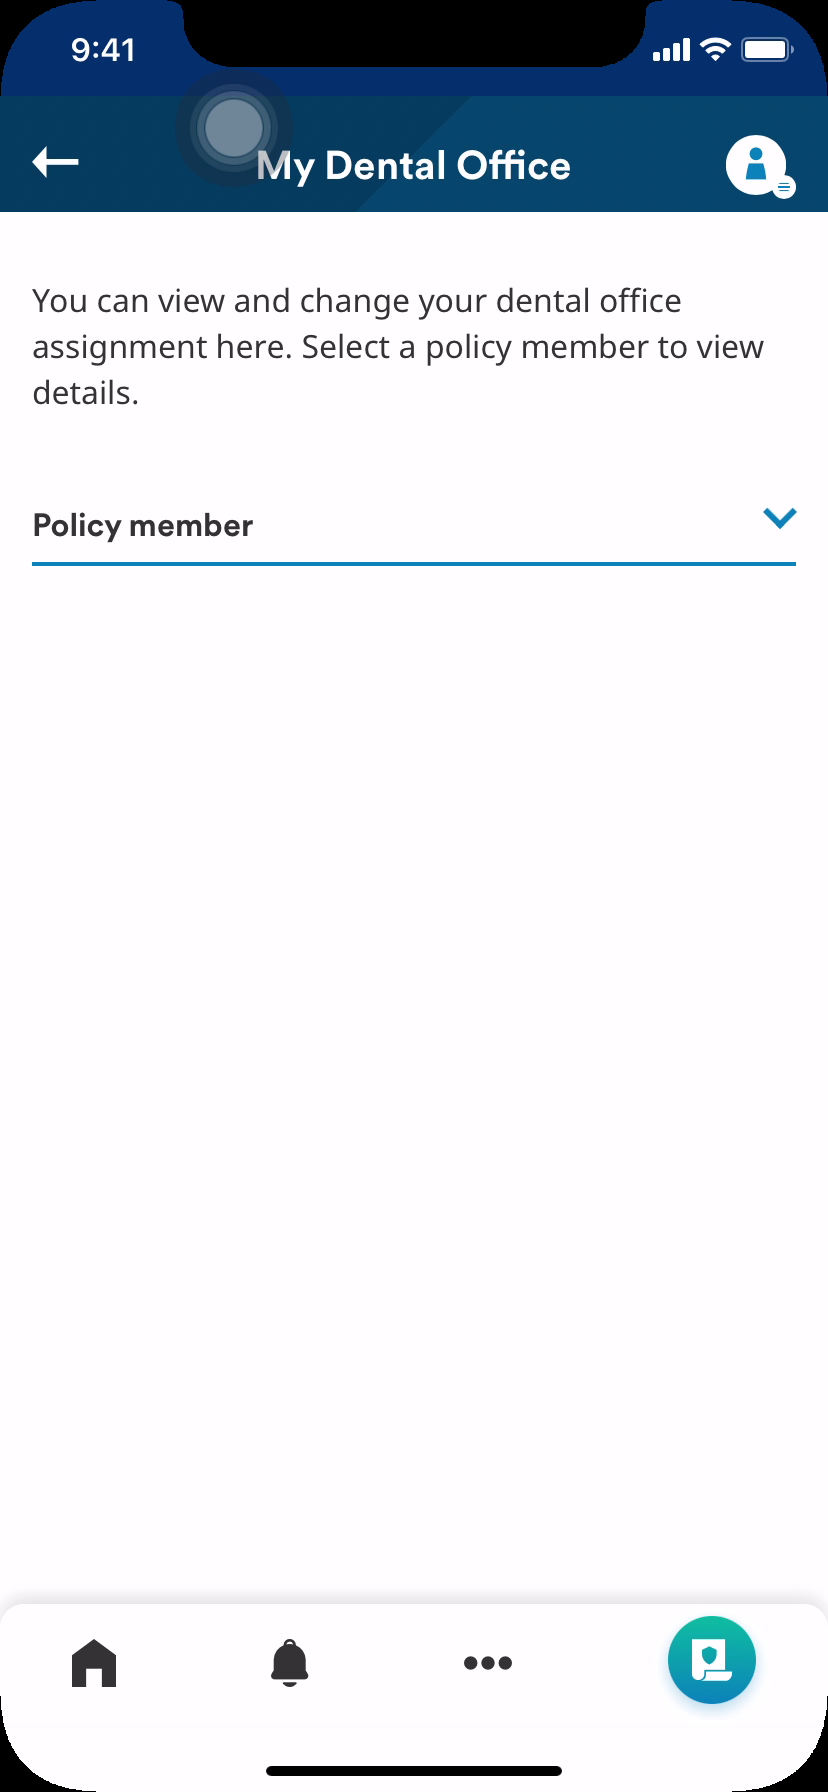 9:41
My Dental Office
You can view and change your dental office
assignment here. Select a policy member to view
details.
Policy member